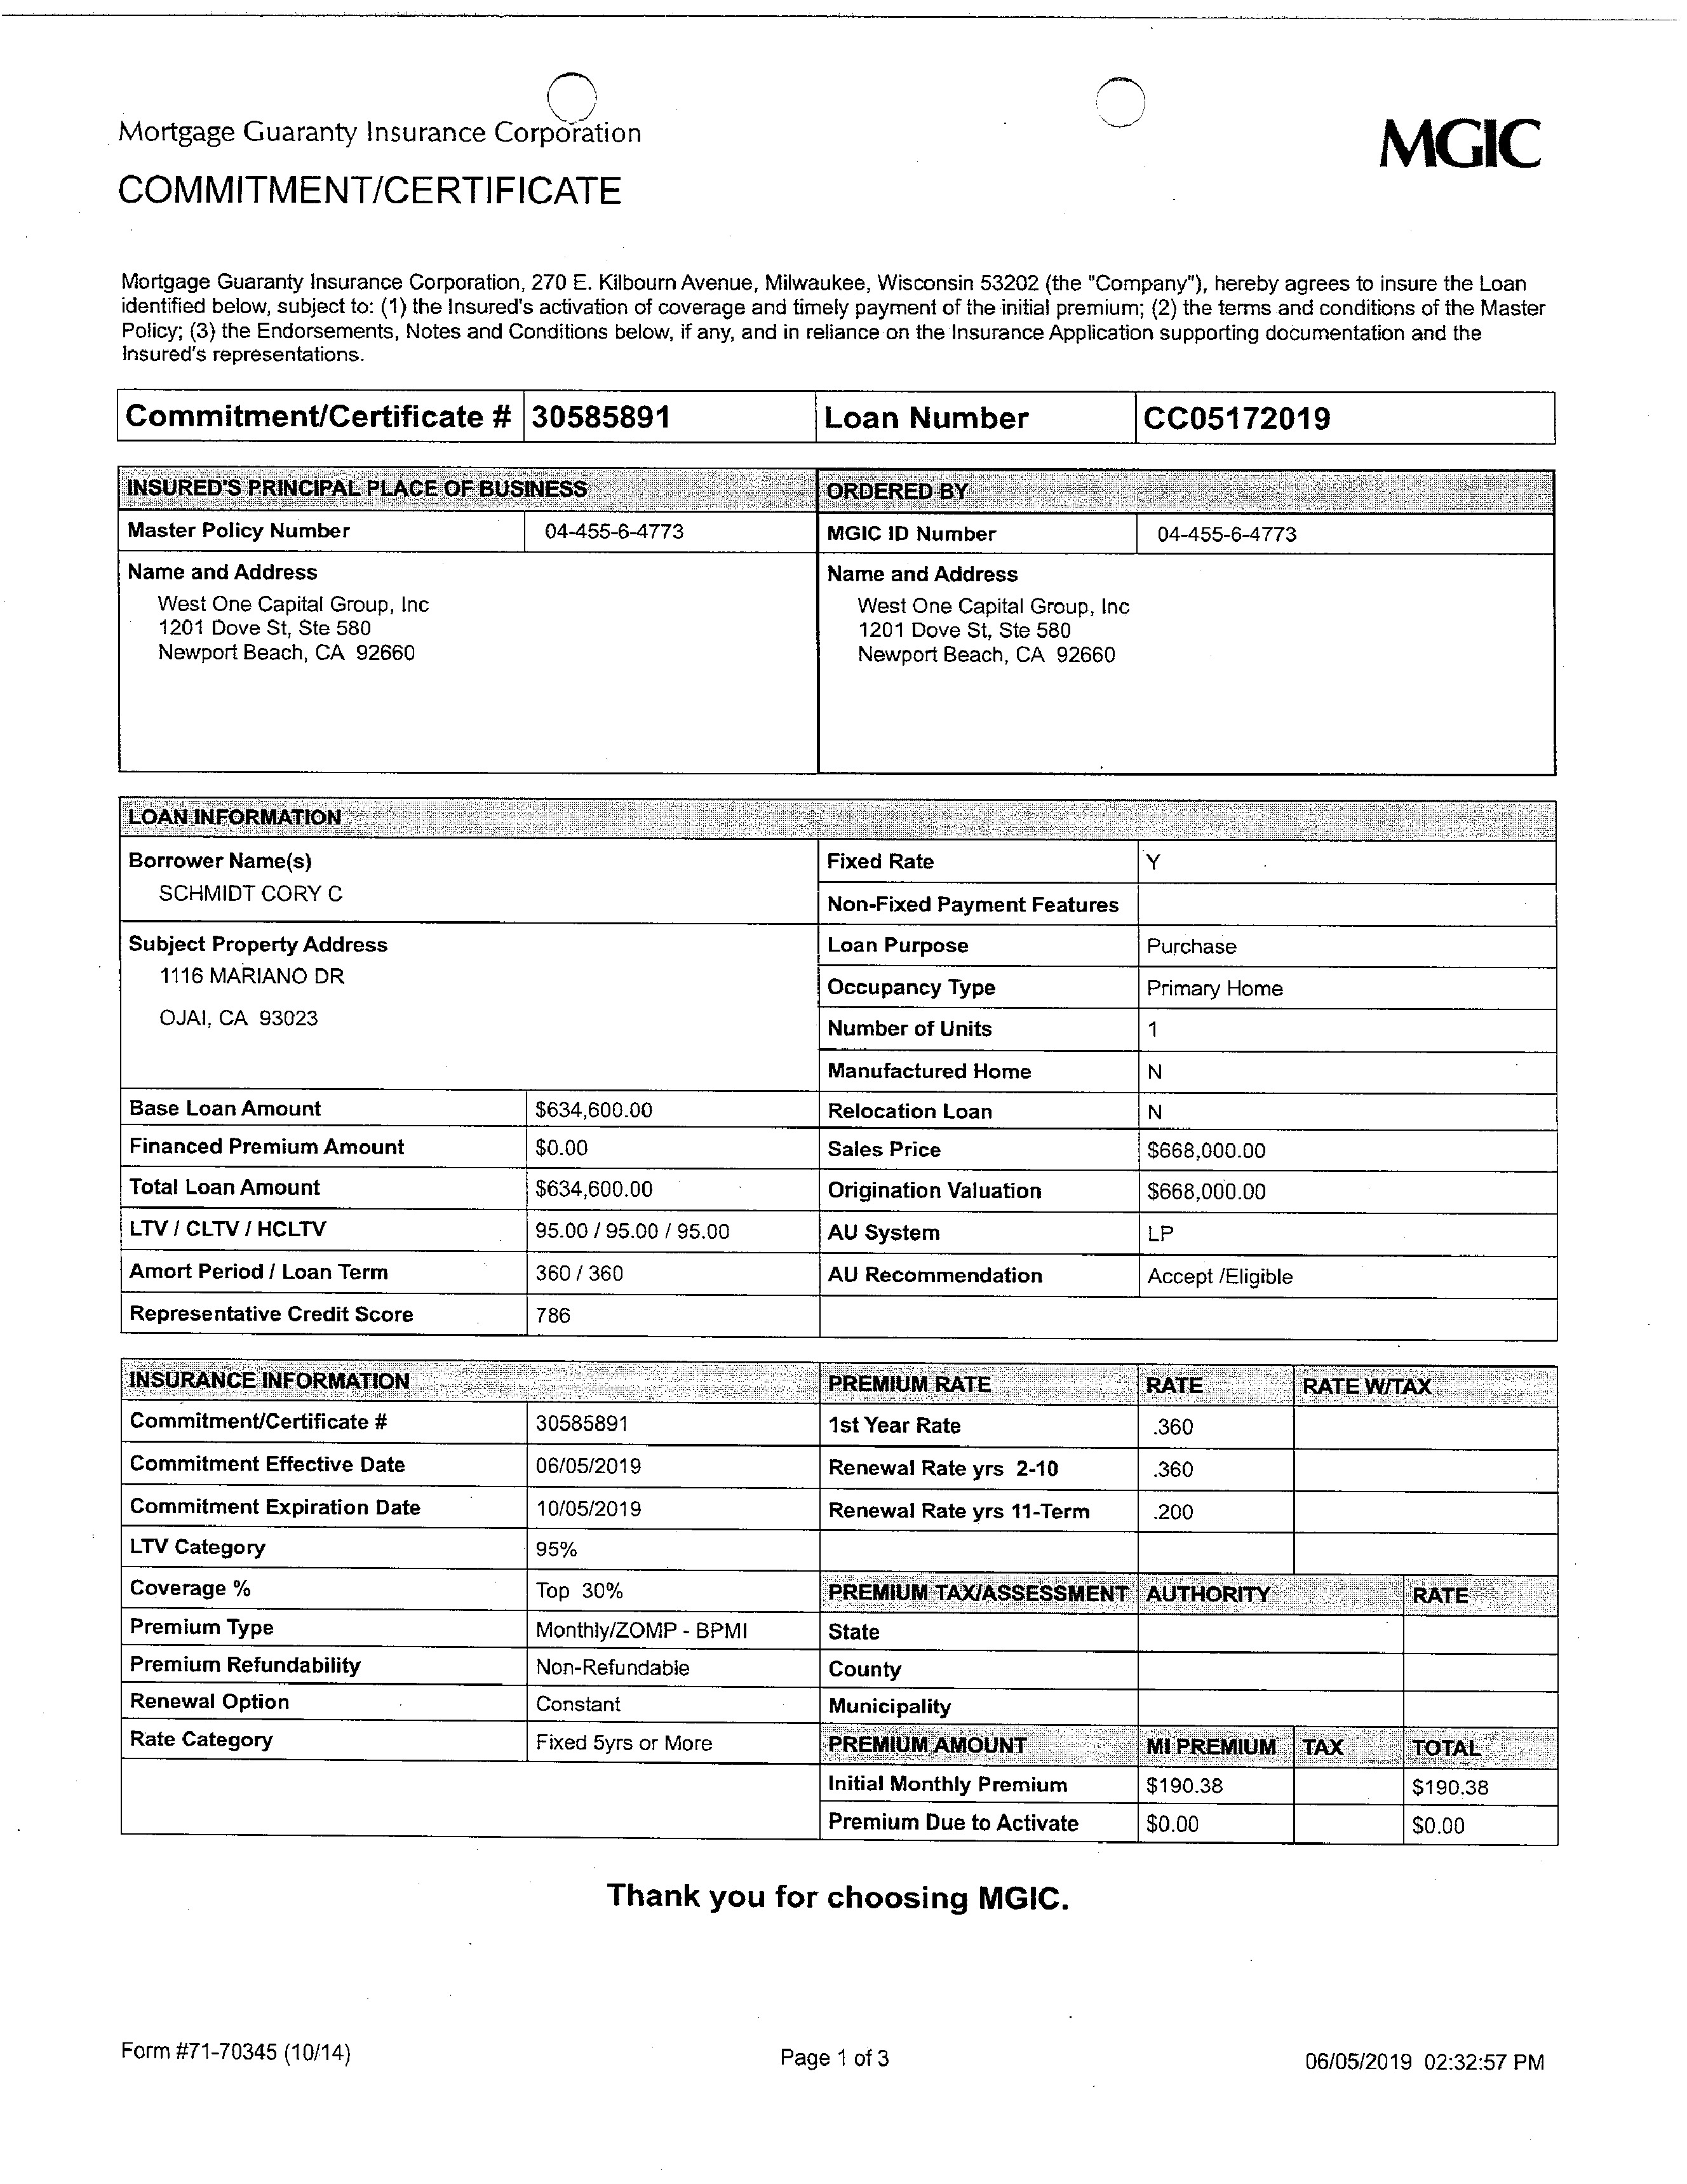 Mortgage Guaranty Insurance Corporation
MGIC
COMMITMENT/CERTIFICATE
Mortgage Guaranty Insurance Corporation, 270 E. Kilbourn Avenue, Milwaukee, Wisconsin 53202 (the "Company"), hereby agrees to insure the Loan
identified below, subject to: (1) the Insured's activation of coverage and timely payment of the initial premium; (2) the terms and conditions of the Master
Policy; (3) the Endorsements, Notes and Conditions below, if any, and in reliance on the Insurance Application supporting documentation and the
Insured's representations.
Commitment/Certificate # 30585891 Loan Number CC05172019
INSURED'S PRINCIPAL PLACE OF BUSINESS ORDERED BY
Master Policy Number 04-455-6-4773 MGIC ID Number 04-455-6-4773
Name and Address Name and Address
West One Capital Group, Inc West One Capital Group, Inc
1201 Dove St, Ste 580 1201 Dove St, Ste 580
Newport Beach, CA 92660 Newport Beach, CA 92660
LOAN INFORMATION
Borrower Name(s) Fixed Rate Y
SCHMIDT CORY C
Non-Fixed Payment Features
Subject Property Address Loan Purpose Purchase
1116 MARIANO DR
Occupancy Type Primary Home
OJAI, CA 93023
Number of Units 1
Manufactured Home N
Base Loan Amount $634,600.00 Relocation Loan N
Financed Premium Amount $0.00 Sales Price $668,000.00
Total Loan Amount $634,600.00 Origination Valuation $668,000.00
LTV / CLTV / HCLTV 95.00 / 95.00 / 95.00 AU System LP
Amort Period / Loan Term 360 / 360 AU Recommendation Accept /Eligible
Representative Credit Score 786
INSURANCE INFORMATION PREMIUM RATE RATE RATE W/TAX
Commitment/Certificate # 30585891 1st Year Rate .360
Commitment Effective Date 06/05/2019 Renewal Rate yrs 2-10 .360
Commitment Expiration Date 10/05/2019 Renewal Rate yrs 11-Term .200
LTV Category 95%
Coverage % Top 30% PREMIUM TAX/ASSESSMENT AUTHORITY RATE
Premium Type Monthly/ZOMP - BPMI State
Premium Refundability Non-Refundable County
Renewal Option Constant Municipality
Rate Category Fixed 5yrs or More PREMIUM AMOUNT MI PREMIUM TAX TOTAL
Initial Monthly Premium $190.38 $190.38
Premium Due to Activate $0.00 $0.00
Thank you for choosing MGIC.
Form #71-70345 (10/14) Page 1 of 3 06/05/2019 02:32:57 PM